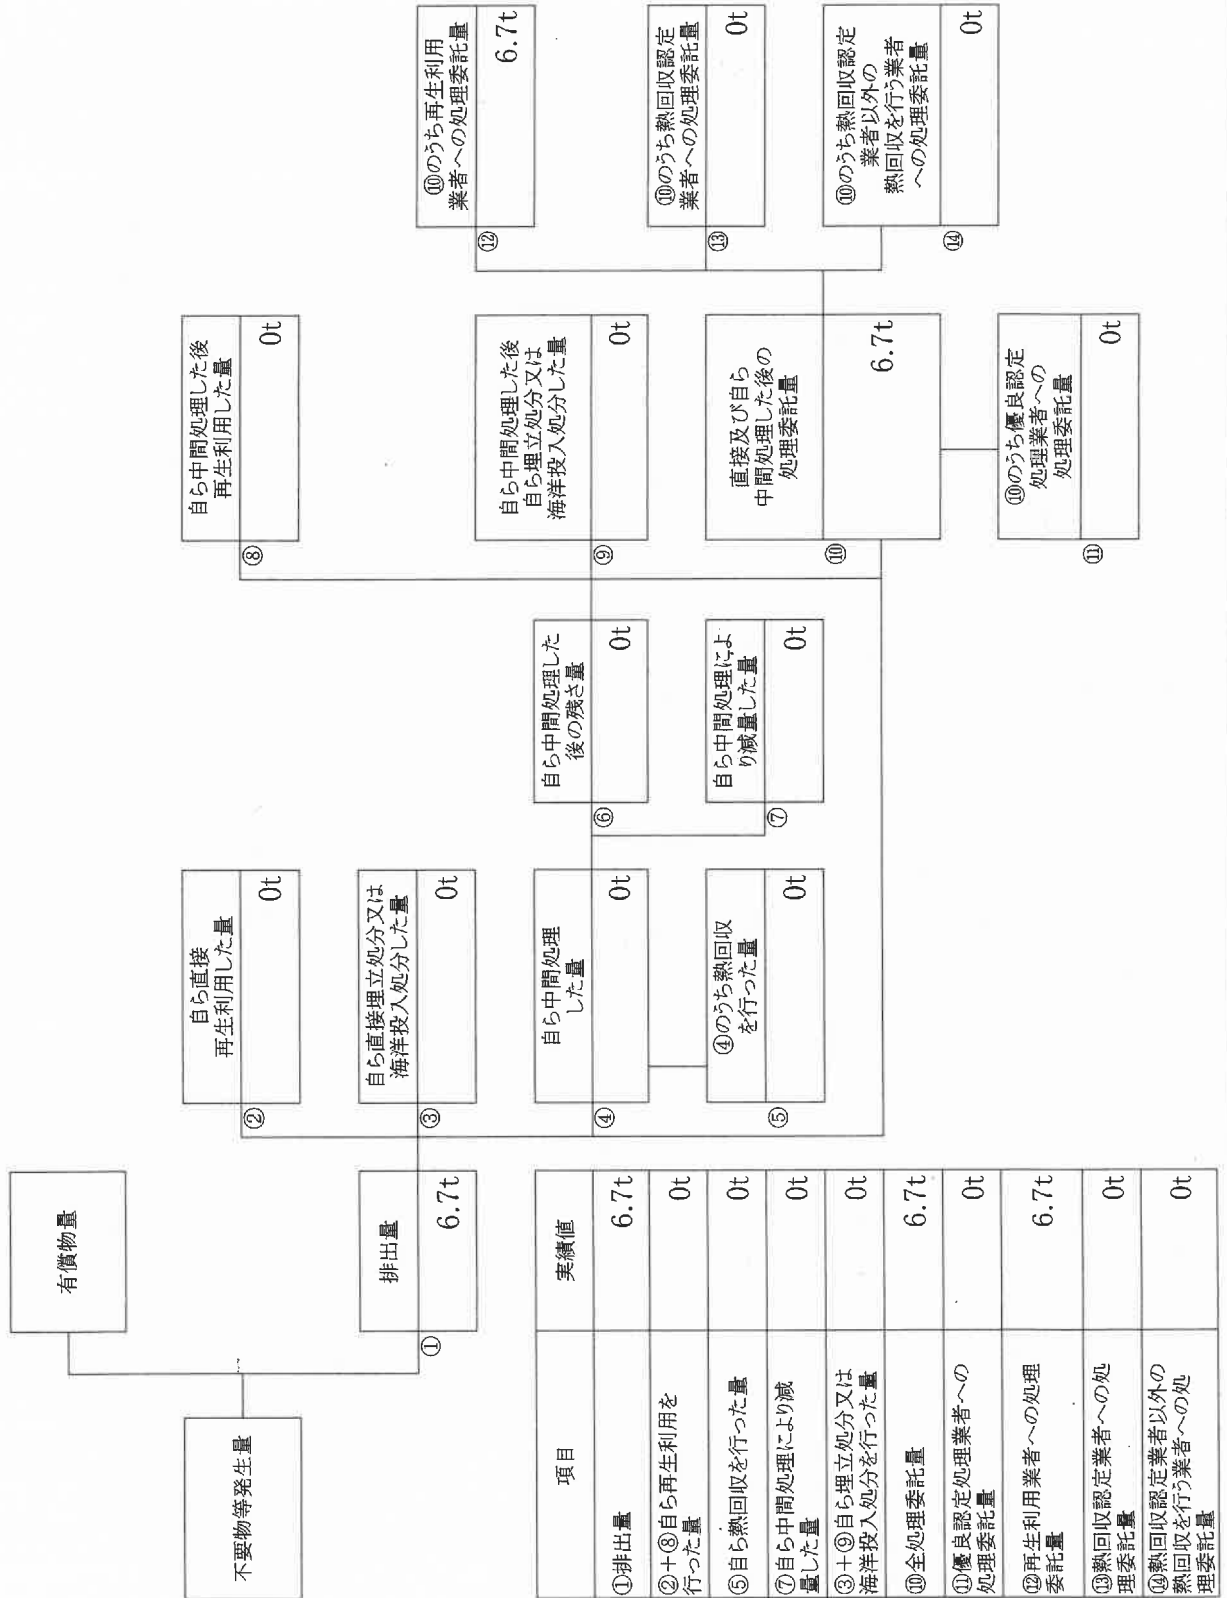 不要物等発生量
有償物量
排出量
①
6.7t
自ら直接
再生利用した量
②
0t
自ら直接埋立処分又は
海洋投入処分した量
③
0t
自ら中間処理
した量
④
0t
④のうち熱回収
を行った量
⑤
0t
自ら中間処理した
後の残さ量
⑥
0t
自ら中間処理によ
り減量した量
⑦
0t
自ら中間処理した後
再生利用した量
⑧
0t
自ら中間処理した後
自ら埋立処分又は
海洋投入処分した量
⑨
0t
直接及び自ら
中間処理した後の
処理委託量
⑩
6.7t
⑩のうち優良認定
処理業者への
処理委託量
⑪
0t
⑩のうち再生利用
業者への処理委託量
⑫
6.7t
⑩のうち熱回収認定
業者への処理委託量
⑬
0t
⑩のうち熱回収認定
業者以外の
熱回収を行う業者
への処理委託量
⑭
0t
項目
実績値
①排出量
6.7t
②+⑧自ら再生利用を
行った量
0t
⑤自ら熱回収を行った量
0t
⑦自ら中間処理により減
量した量
0t
③+⑨自ら埋立処分又は
海洋投入処分を行った量
0t
⑩全処理委託量
6.7t
⑪優良認定処理業者への
処理委託量
0t
⑫再生利用業者への処理
委託量
6.7t
⑬熱回収認定業者への処
理委託量
0t
⑭熱回収認定業者以外の
熱回収を行う業者への処
理委託量
0t